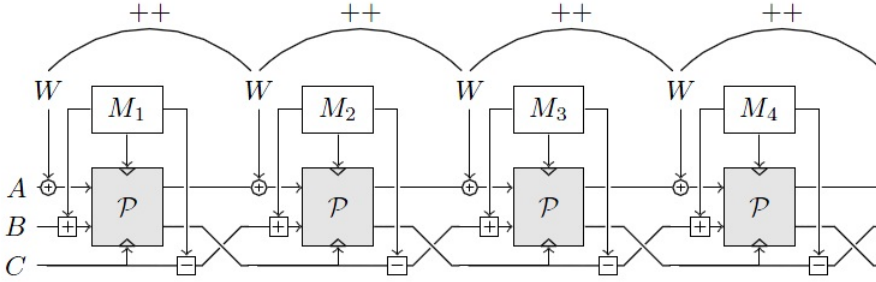 ++ ++ ++ ++
W W W W
M1 M2 M3 M4
A + + + +
P P P P
B + + + +
C − − − −